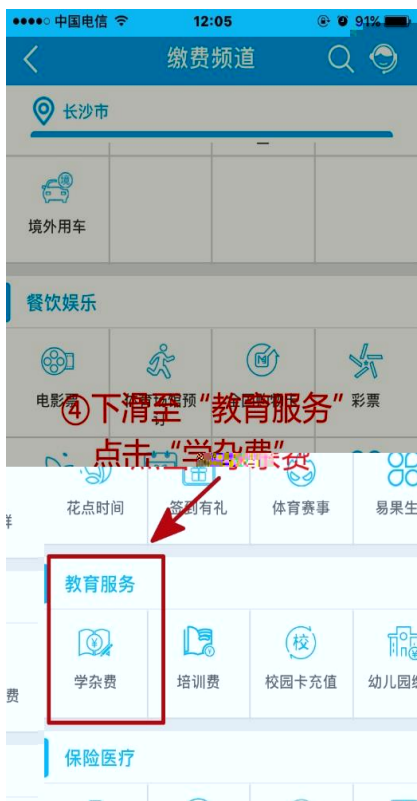 中国电信 12:05 91%
缴费频道
长沙市
境外用车
餐饮娱乐
电影票 彩票
④下滑至“教育服务”
点击“学杂费”
花点时间 签到有礼 体育赛事 易果生
教育服务
学杂费 培训费 校园卡充值 幼儿园缴
费
保险医疗